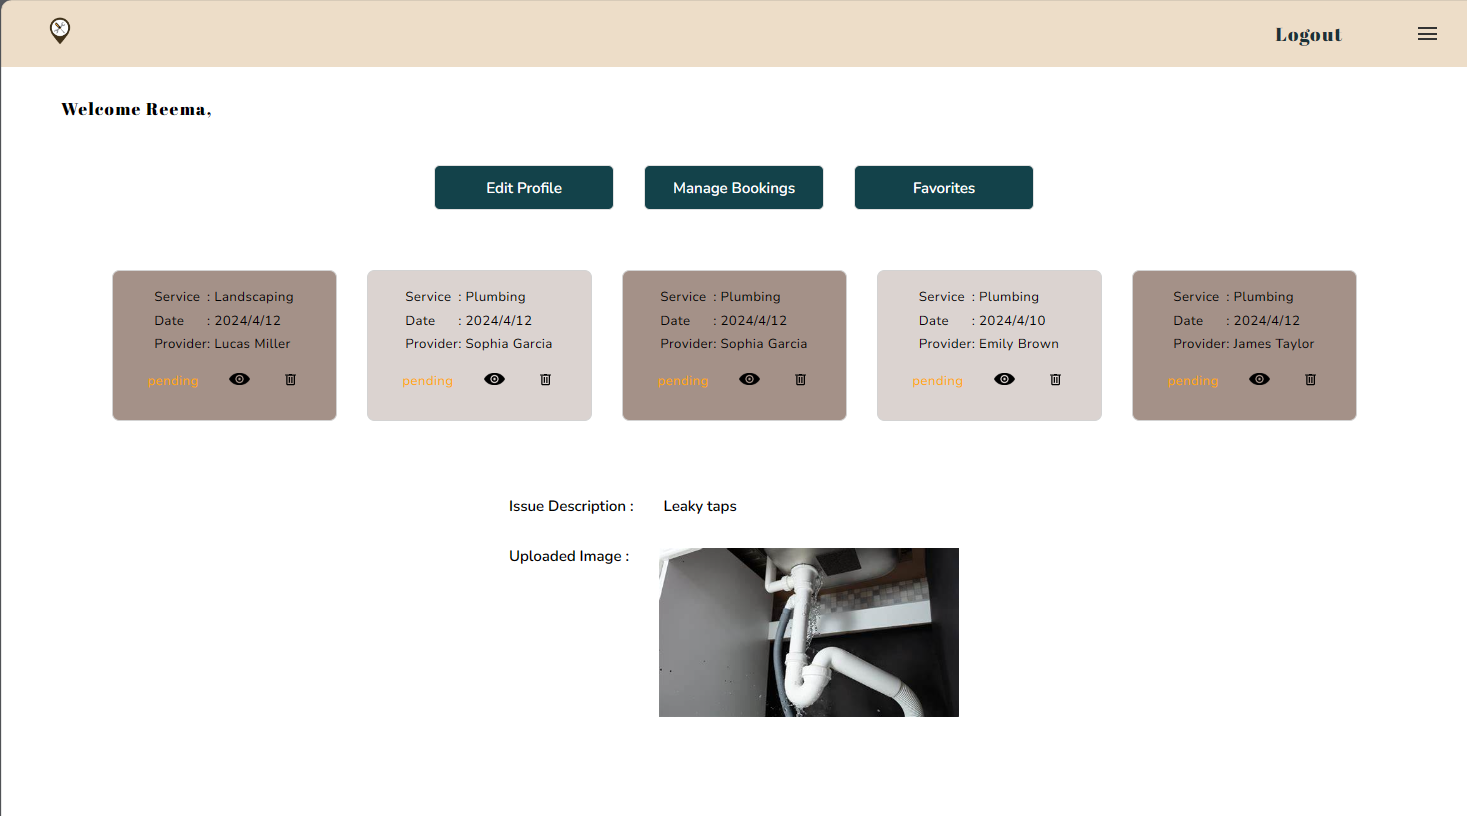 Logout
Welcome Reema,
Edit Profile
Manage Bookings
Favorites
Service : Landscaping
Date : 2024/4/12
Provider: Lucas Miller
pending
Service : Plumbing
Date : 2024/4/12
Provider: Sophia Garcia
pending
Service : Plumbing
Date : 2024/4/12
Provider: Sophia Garcia
pending
Service : Plumbing
Date : 2024/4/10
Provider: Emily Brown
pending
Service : Plumbing
Date : 2024/4/12
Provider: James Taylor
pending
Issue Description : Leaky taps
Uploaded Image :